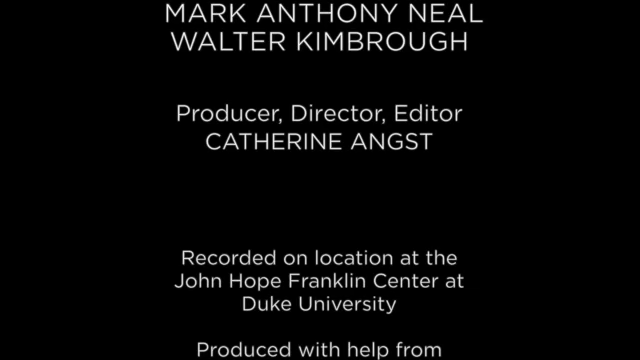 MARK ANTHONY NEAL
WALTER KIMBROUGH
Producer, Director, Editor
CATHERINE ANGST
Recorded on location at the
John Hope Franklin Center at
Duke University
Produced with help from